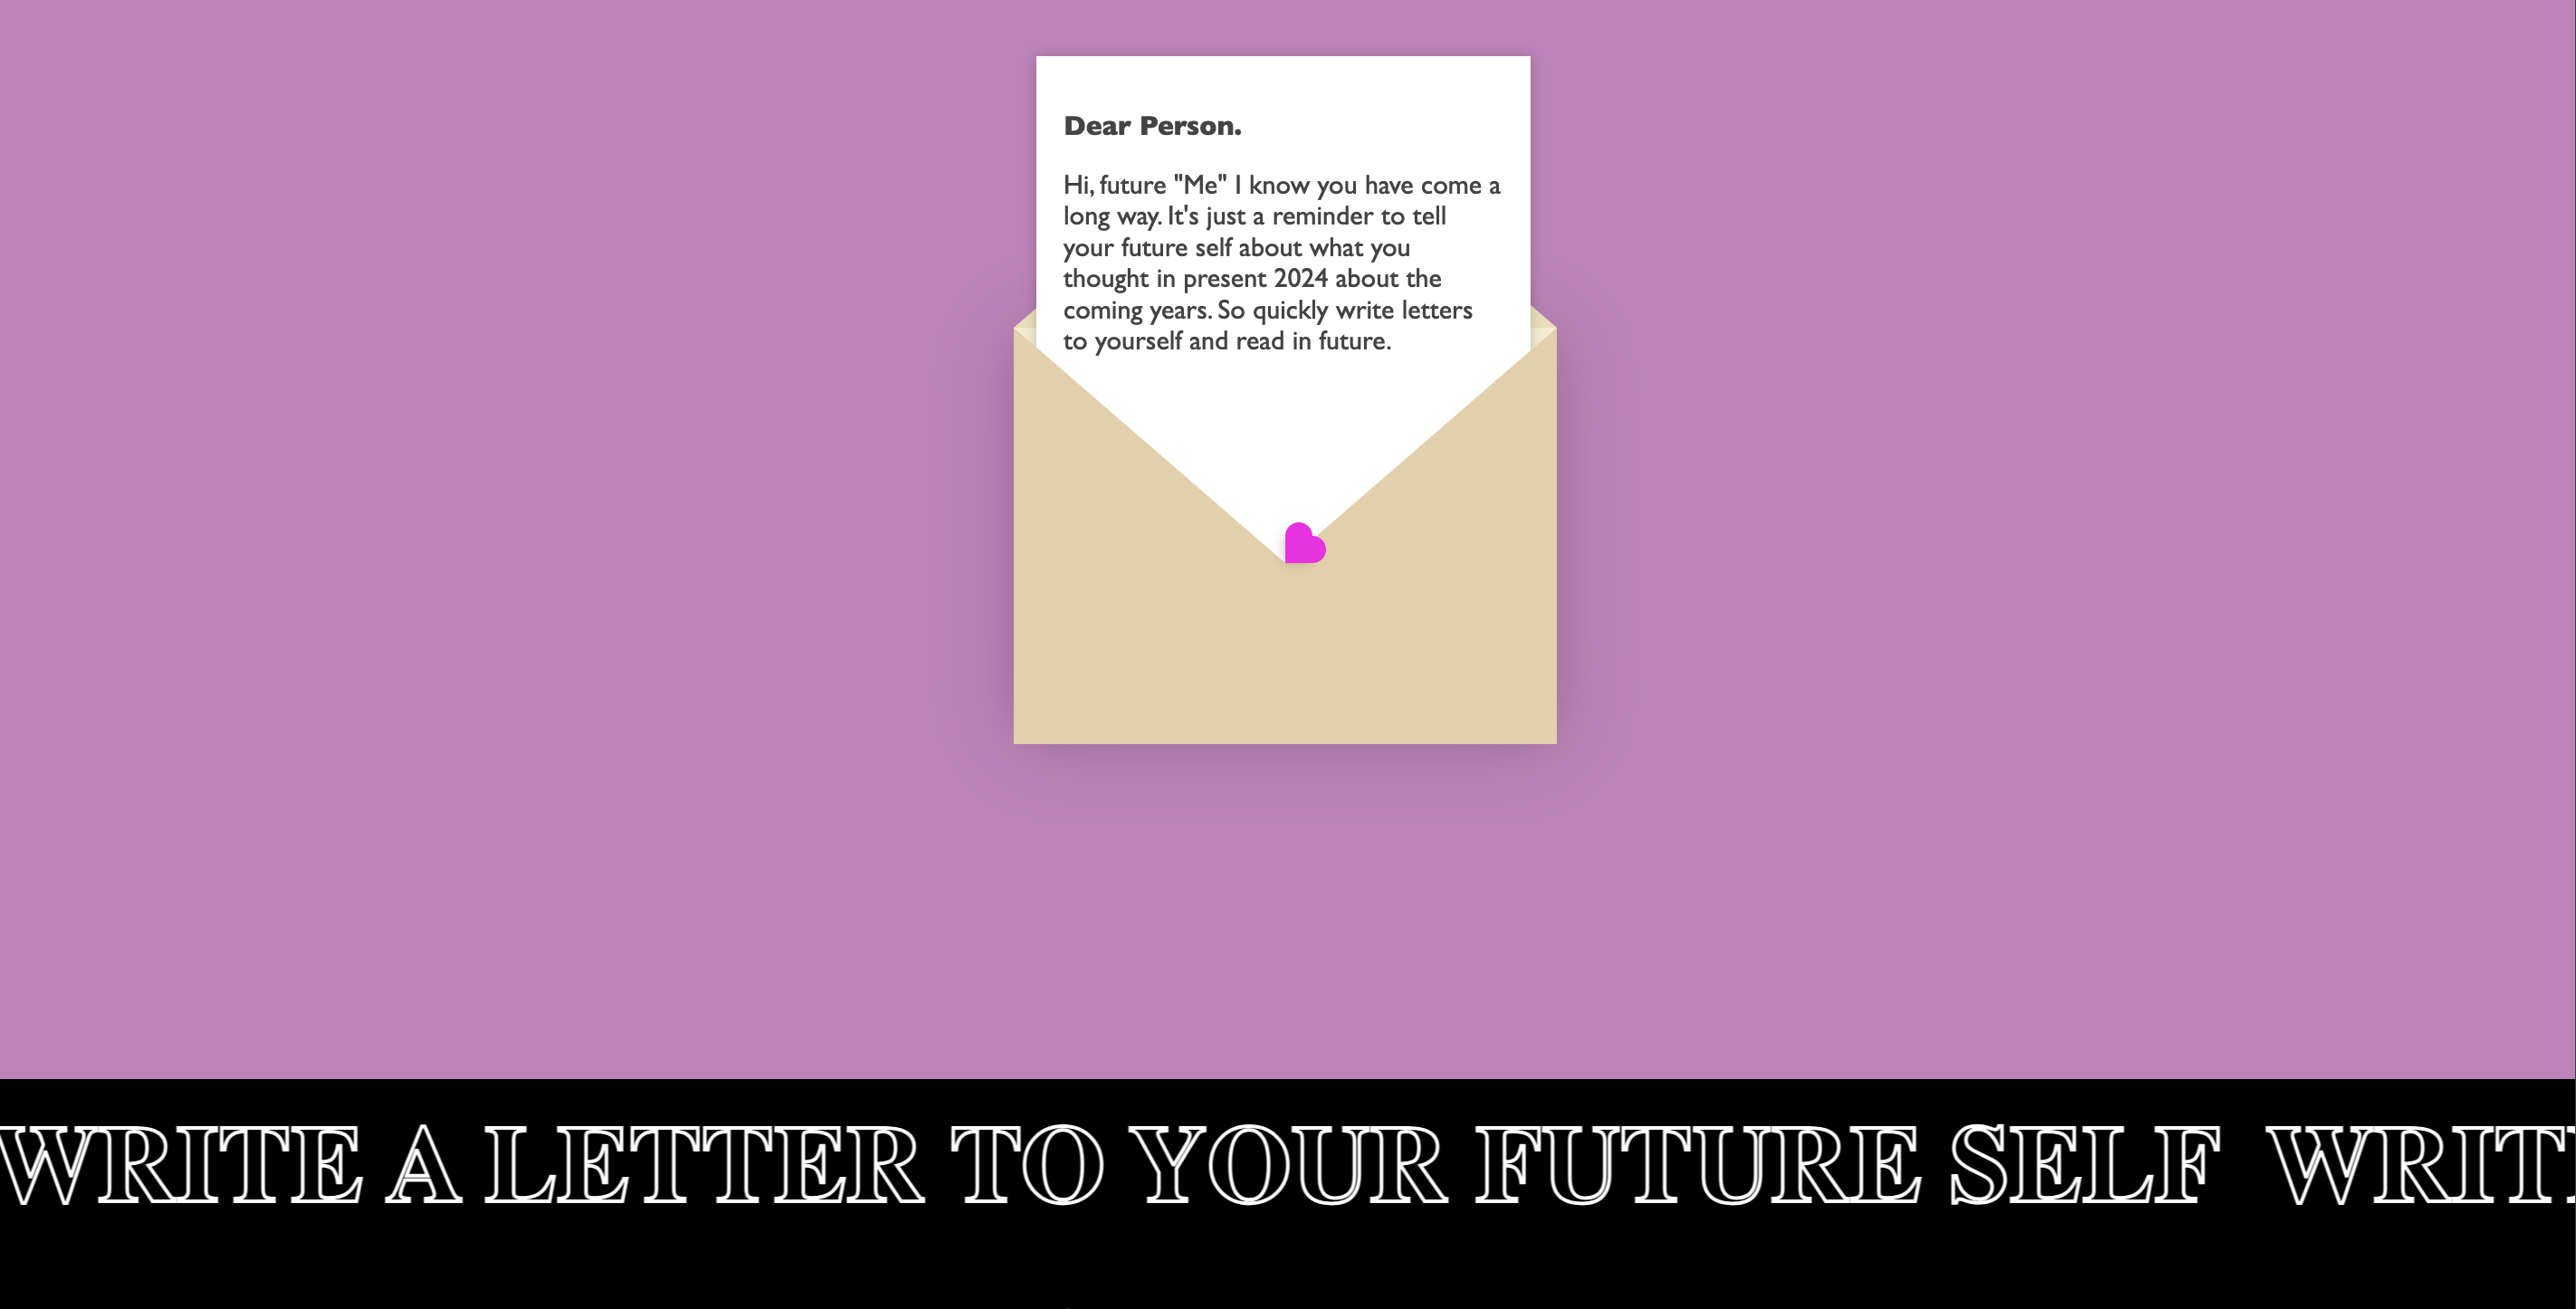 Dear Person.
Hi, future "Me" I know you have come a
long way. It's just a reminder to tell
your future self about what you
thought in present 2024 about the
coming years. So quickly write letters
to yourself and read in future.
WRITE A LETTER TO YOUR FUTURE SELF WRIT